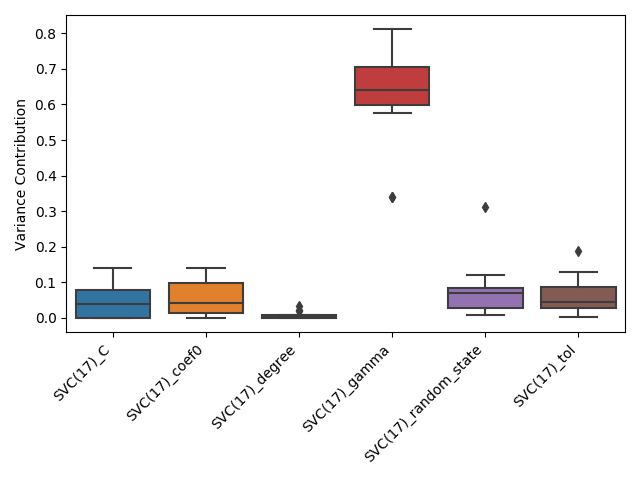 Variance Contribution
0.8
0.7
0.6
0.5
0.4
0.3
0.2
0.1
0.0
SVC(17)_C
SVC(17)_coef0
SVC(17)_degree
SVC(17)_gamma
SVC(17)_random_state
SVC(17)_tol